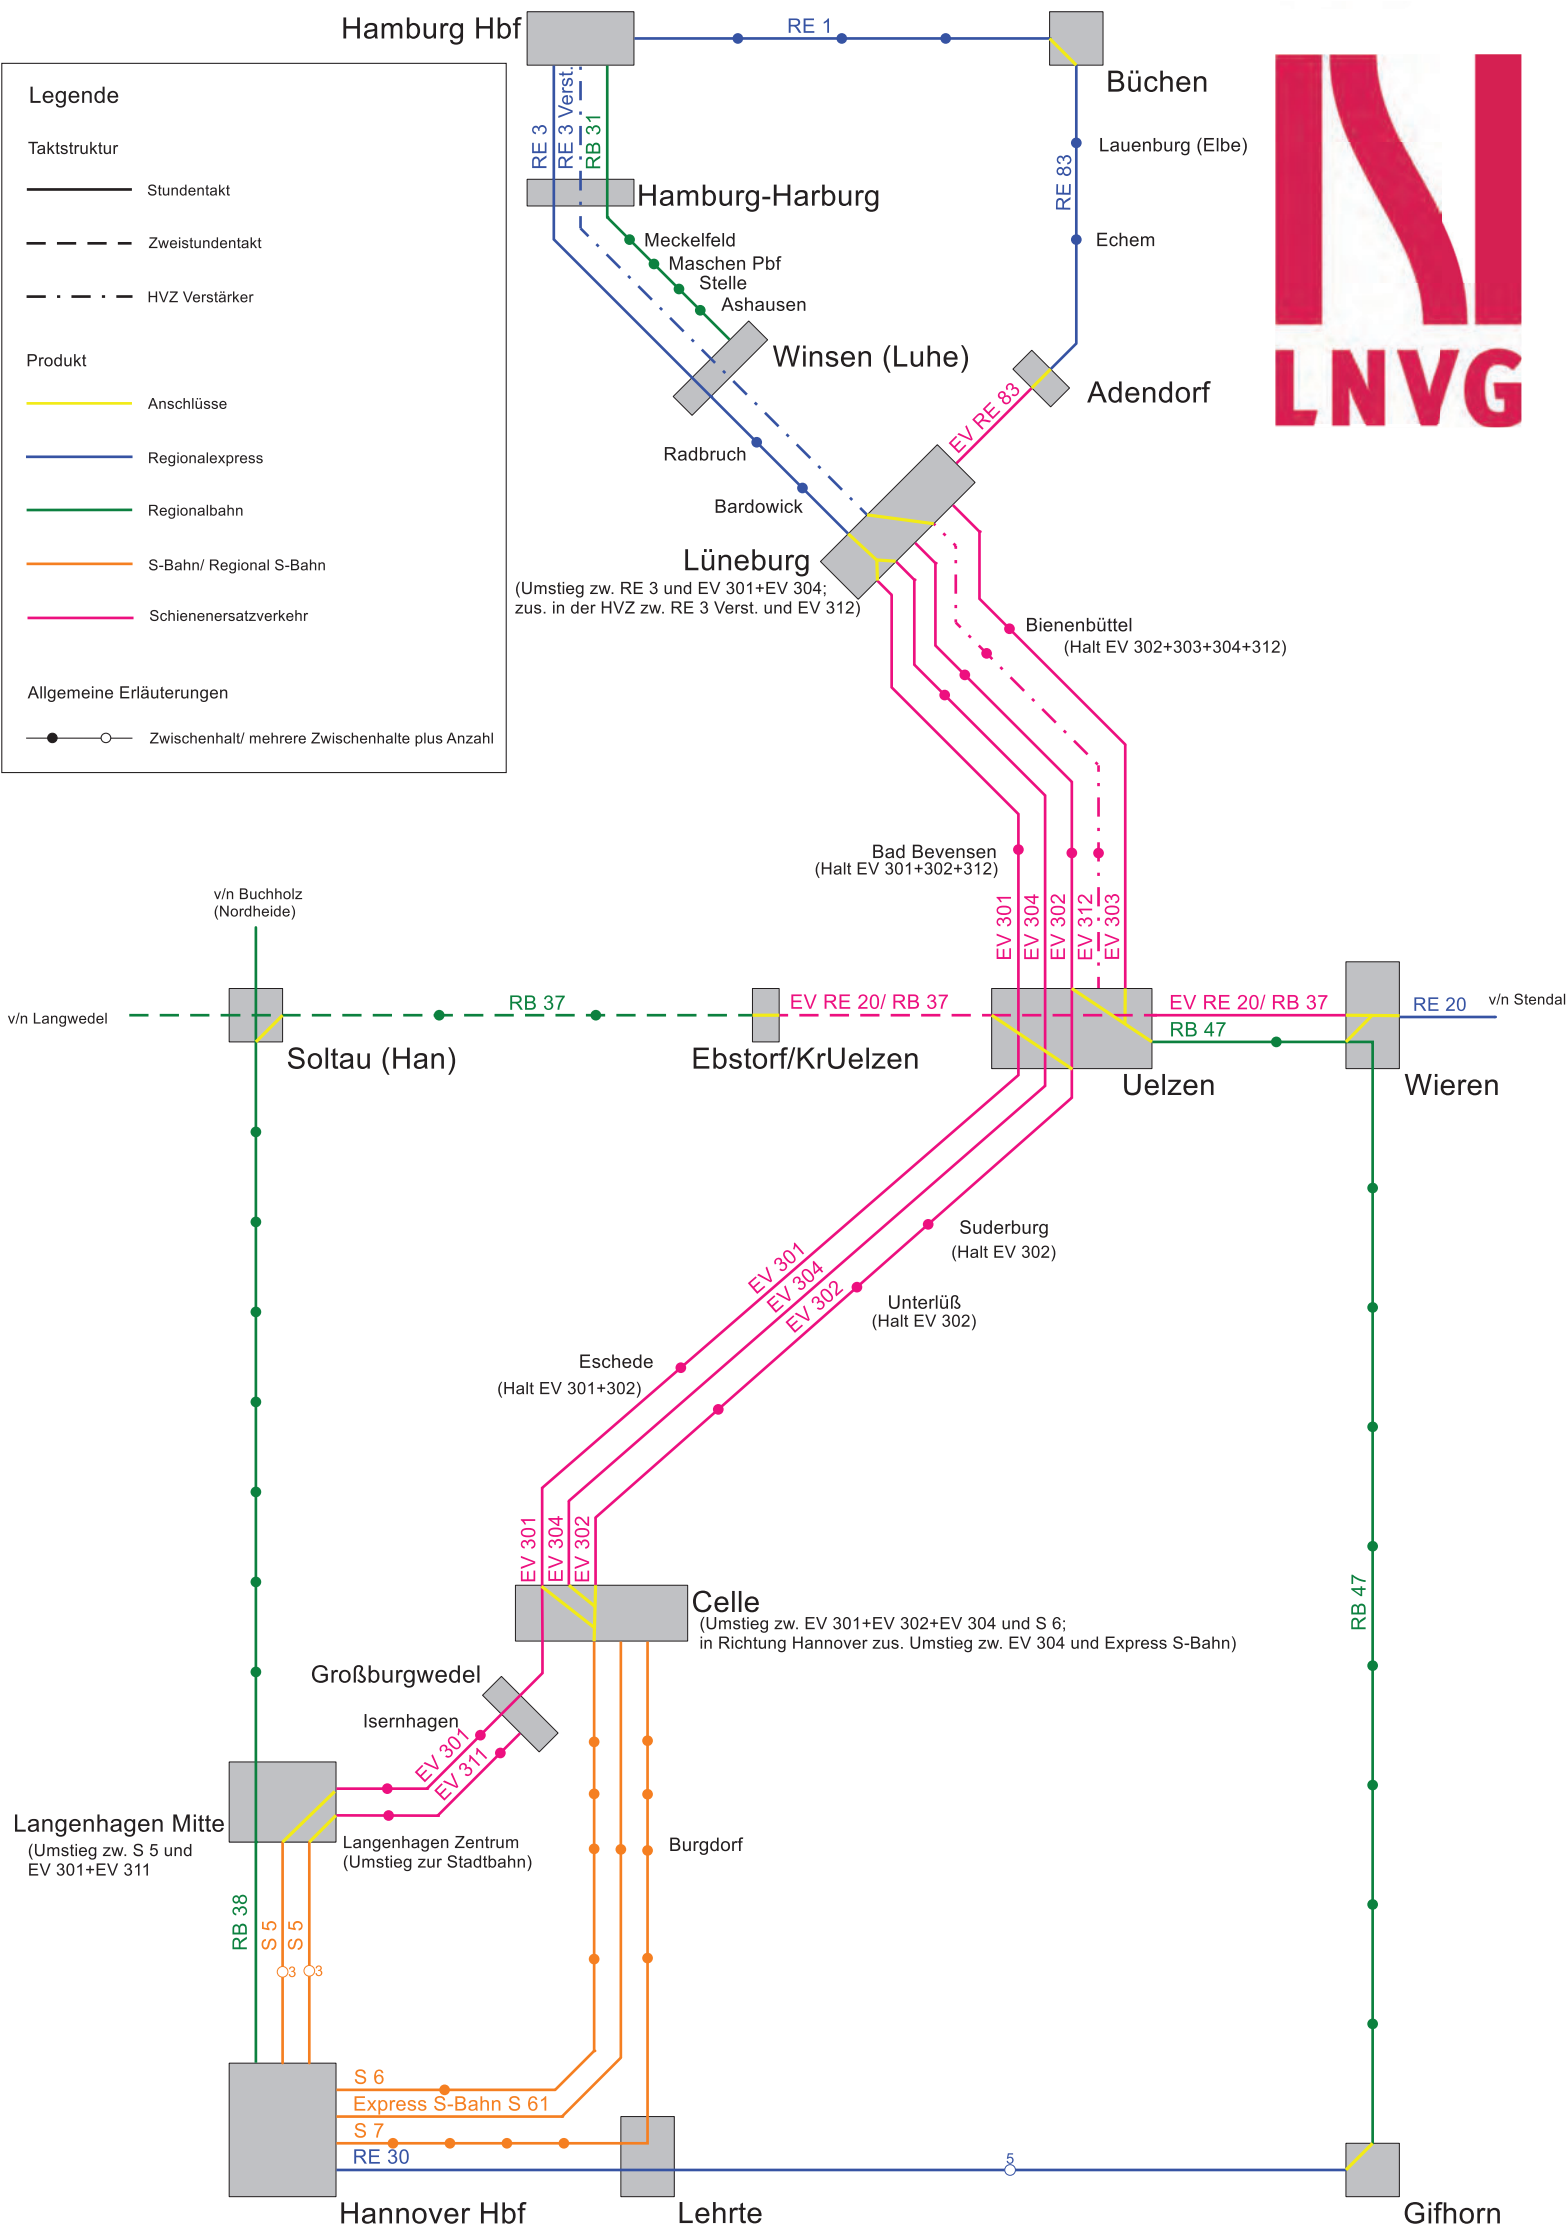 Hamburg Hbf
RE 1
Büchen
Legende
Taktstruktur
Stundentakt
Zweistundentakt
HVZ Verstärker
Produkt
Anschlüsse
Regionalexpress
Regionalbahn
S-Bahn/ Regional S-Bahn
Schienenersatzverkehr
Allgemeine Erläuterungen
Zwischenhalt/ mehrere Zwischenhalte plus Anzahl
RE 3
RE 3 Verst.
RB 31
Lauenburg (Elbe)
RE 83
Echem
LNVG
Hamburg-Harburg
Meckelfeld
Maschen Pbf
Stelle
Ashausen
Winsen (Luhe)
Adendorf
EV RE 83
Radbruch
Bardowick
Lüneburg
(Umstieg zw. RE 3 und EV 301+EV 304;
zus. in der HVZ zw. RE 3 Verst. und EV 312)
Bienenbüttel
(Halt EV 302+303+304+312)
Bad Bevensen
(Halt EV 301+302+312)
EV 301
EV 304
EV 302
EV 312
EV 303
v/n Buchholz
(Nordheide)
v/n Langwedel
RB 37
EV RE 20/ RB 37
EV RE 20/ RB 37
RB 47
RE 20
v/n Stendal
Soltau (Han)
Ebstorf/KrUelzen
Uelzen
Wieren
Suderburg
(Halt EV 302)
EV 301
EV 304
EV 302
Unterlüß
(Halt EV 302)
Eschede
(Halt EV 301+302)
EV 301
EV 304
EV 302
RB 47
Celle
(Umstieg zw. EV 301+EV 302+EV 304 und S 6;
in Richtung Hannover zus. Umstieg zw. EV 304 und Express S-Bahn)
Großburgwedel
Isernhagen
EV 301
EV 311
Langenhagen Mitte
(Umstieg zw. S 5 und
EV 301+EV 311
Langenhagen Zentrum
(Umstieg zur Stadtbahn)
Burgdorf
RB 38
S 5
S 5
3
3
S 6
Express S-Bahn S 61
S 7
RE 30
5
Hannover Hbf
Lehrte
Gifhorn